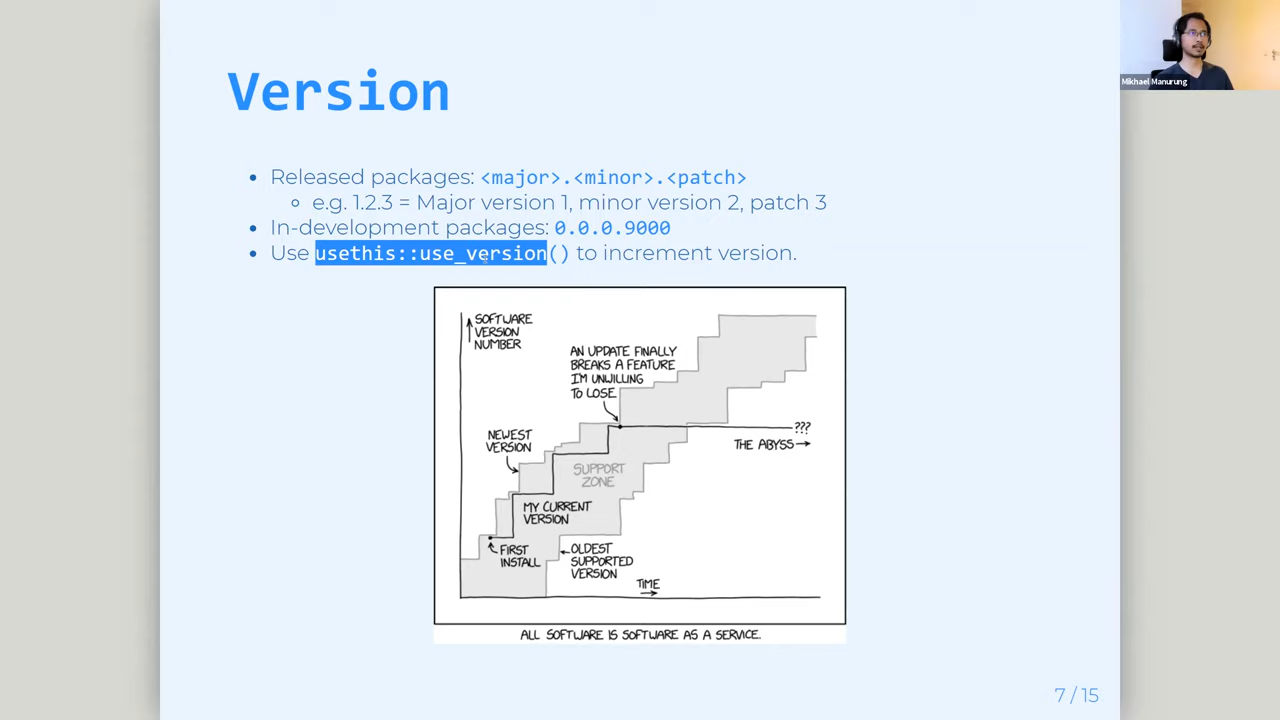 Version
Mikhael Manurung
• Released packages: <major>.<minor>.<patch>
◦ e.g. 1.2.3 = Major version 1, minor version 2, patch 3
• In-development packages: 0.0.0.9000
• Use usethis::use_version() to increment version.
SOFTWARE
VERSION
NUMBER
AN UPDATE FINALLY
BREAKS A FEATURE
I'M UNWILLING
TO LOSE
???
THE ABYSS
NEWEST
VERSION
SUPPORT
ZONE
MY CURRENT
VERSION
FIRST
INSTALL
OLDEST
SUPPORTED
VERSION
TIME
ALL SOFTWARE IS SOFTWARE AS A SERVICE.
7 / 15